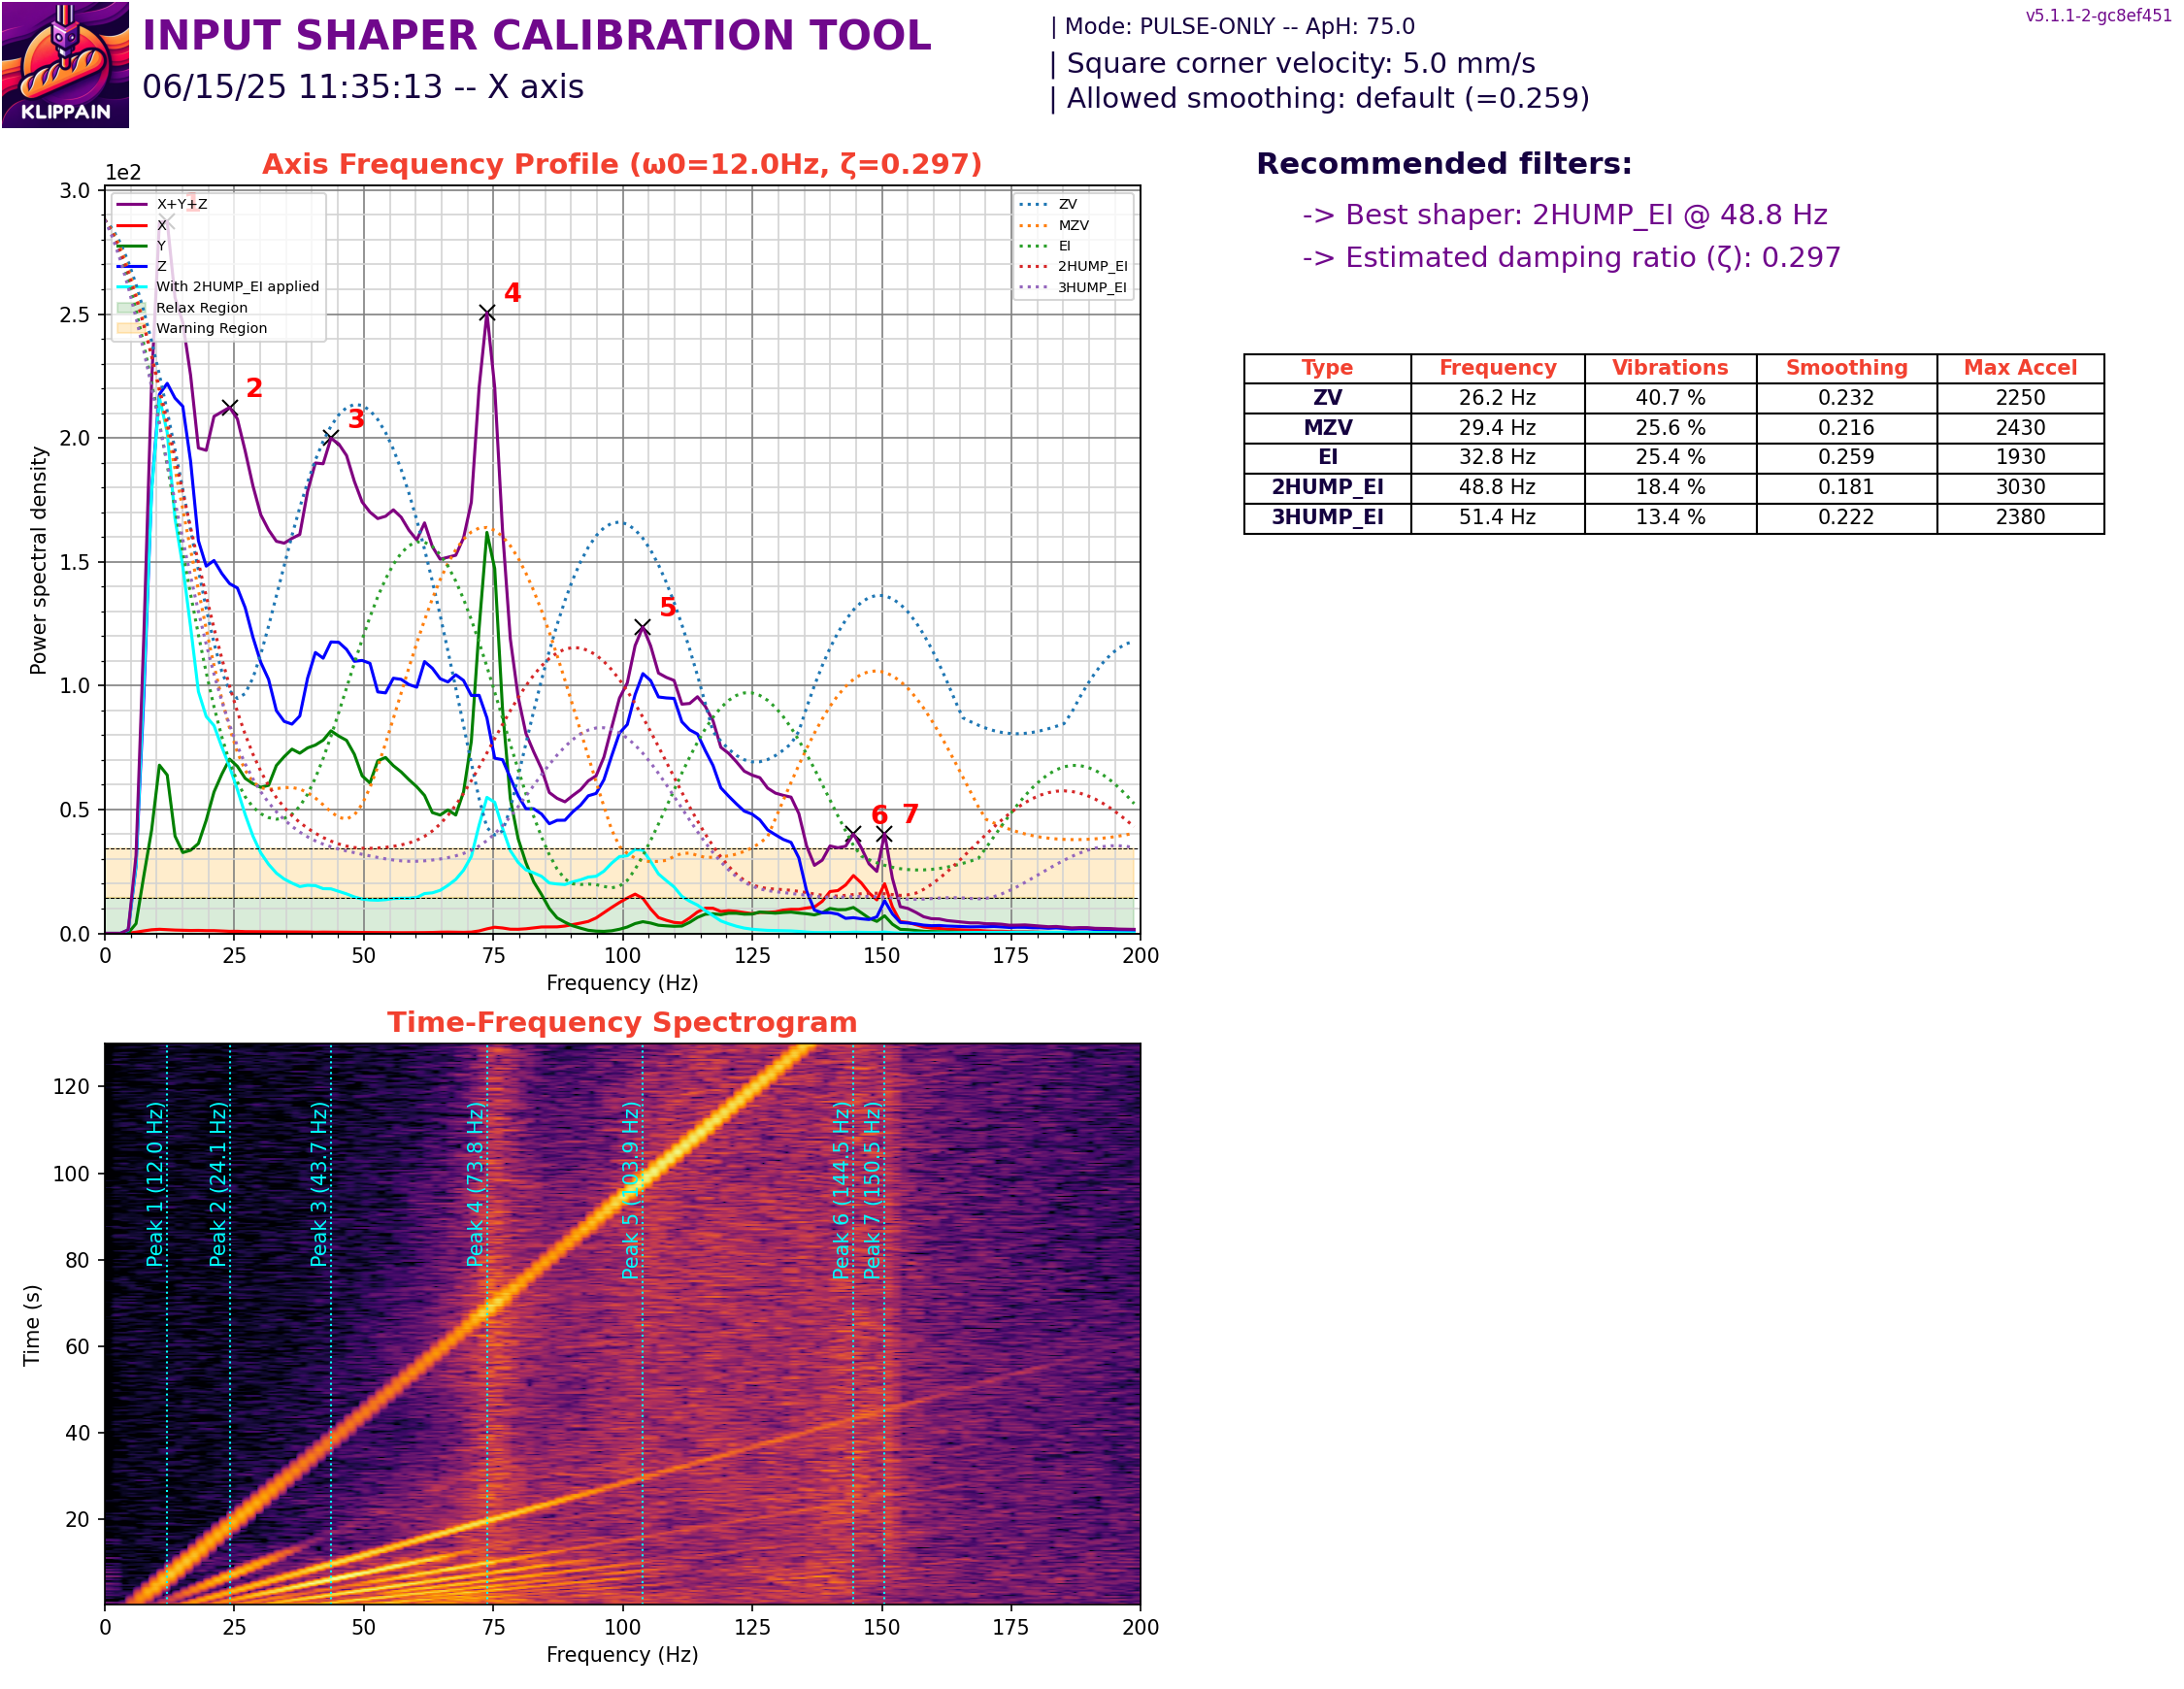 KLIPPAIN
INPUT SHAPER CALIBRATION TOOL
06/15/25 11:35:13 -- X axis
| Mode: PULSE-ONLY -- ApH: 75.0
| Square corner velocity: 5.0 mm/s
| Allowed smoothing: default (=0.259)
v5.1.1-2-gc8ef451
Axis Frequency Profile (ω0=12.0Hz, ζ=0.297)
1e2
3.0
2.5
2.0
1.5
1.0
0.5
0.0
Power spectral density
X+Y+Z
X
Y
Z
With 2HUMP_EI applied
Relax Region
Warning Region
ZV
MZV
EI
2HUMP_EI
3HUMP_EI
1
2
3
4
5
6
7
0 25 50 75 100 125 150 175 200
Frequency (Hz)
Recommended filters:
-> Best shaper: 2HUMP_EI @ 48.8 Hz
-> Estimated damping ratio (ζ): 0.297
Type Frequency Vibrations Smoothing Max Accel
ZV 26.2 Hz 40.7 % 0.232 2250
MZV 29.4 Hz 25.6 % 0.216 2430
EI 32.8 Hz 25.4 % 0.259 1930
2HUMP_EI 48.8 Hz 18.4 % 0.181 3030
3HUMP_EI 51.4 Hz 13.4 % 0.222 2380
Time-Frequency Spectrogram
120
100
80
60
40
20
Time (s)
Peak 1 (12.0 Hz)
Peak 2 (24.1 Hz)
Peak 3 (43.7 Hz)
Peak 4 (73.8 Hz)
Peak 5 (103.9 Hz)
Peak 6 (144.5 Hz)
Peak 7 (150.5 Hz)
0 25 50 75 100 125 150 175 200
Frequency (Hz)